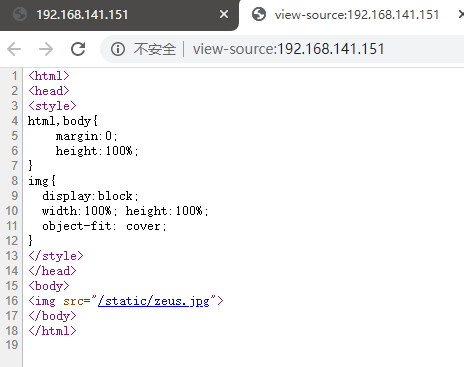 192.168.141.151
view-source:192.168.141.151
不安全 view-source:192.168.141.151
1 <html>
2 <head>
3 <style>
4 html,body{
5 margin:0;
6 height:100%;
7 }
8 img{
9 display:block;
10 width:100%; height:100%;
11 object-fit: cover;
12 }
13 </style>
14 </head>
15 <body>
16 <img src="/static/zeus.jpg">
17 </body>
18 </html>
19